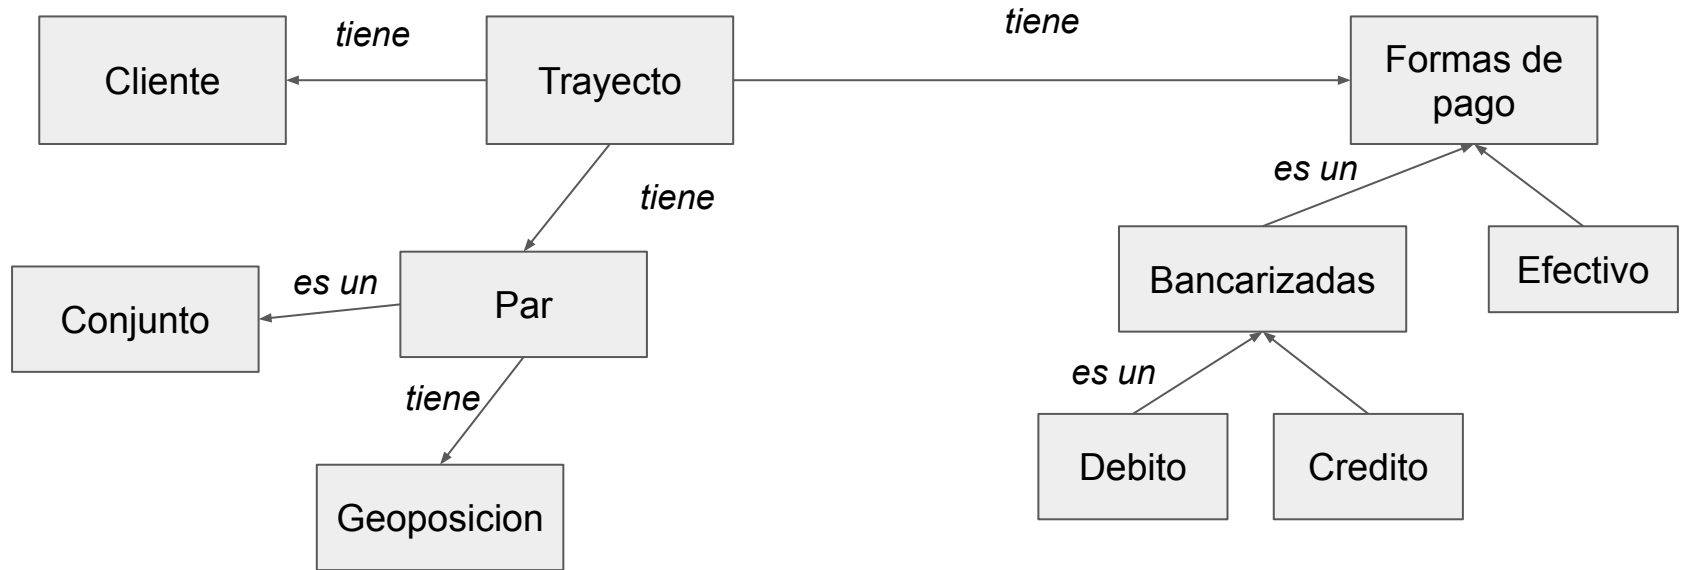 tiene
tiene
Cliente
Trayecto
Formas de
pago
es un
tiene
Conjunto
es un
Par
Bancarizadas
Efectivo
tiene
es un
Geoposicion
Debito
Credito